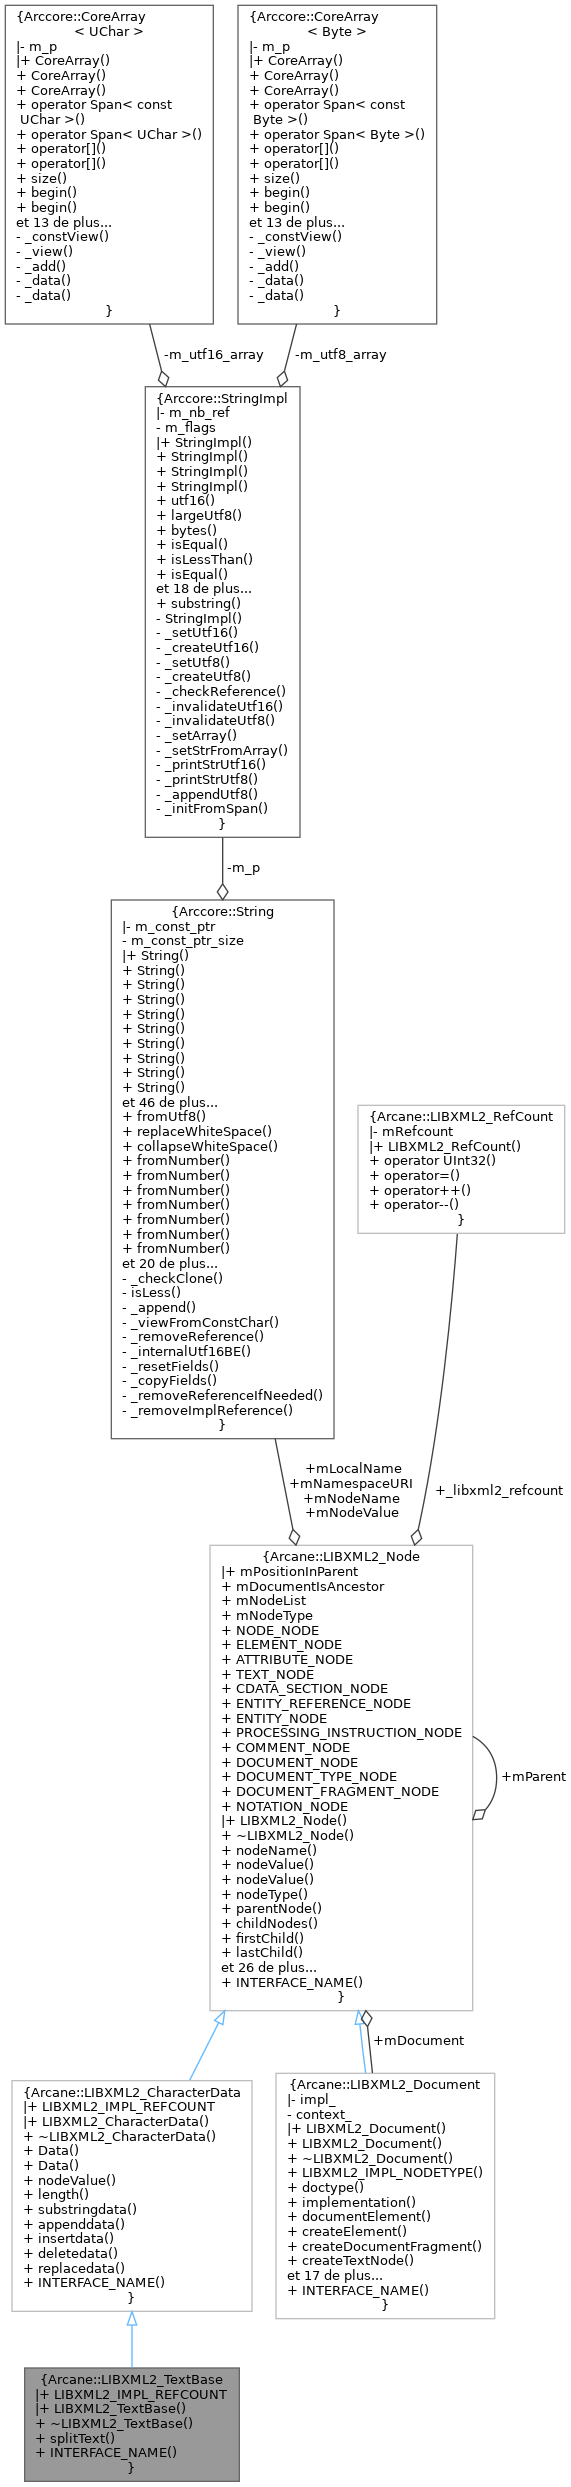 {Arccore::CoreArray
< UChar >
|- m_p
|+ CoreArray()
+ CoreArray()
+ CoreArray()
+ operator Span< const
UChar >()
+ operator Span< UChar >()
+ operator[]()
+ operator[]()
+ size()
+ begin()
+ begin()
et 13 de plus...
- _constView()
- _view()
- _add()
- _data()
- _data()
}
{Arccore::CoreArray
< Byte >
|- m_p
|+ CoreArray()
+ CoreArray()
+ CoreArray()
+ operator Span< const
Byte >()
+ operator Span< Byte >()
+ operator[]()
+ operator[]()
+ size()
+ begin()
+ begin()
et 13 de plus...
- _constView()
- _view()
- _add()
- _data()
- _data()
}
-m_utf16_array
-m_utf8_array
{Arccore::StringImpl
|- m_nb_ref
- m_flags
|+ StringImpl()
+ StringImpl()
+ StringImpl()
+ StringImpl()
+ utf16()
+ largeUtf8()
+ bytes()
+ isEqual()
+ isLessThan()
+ isEqual()
et 18 de plus...
+ substring()
- StringImpl()
- _setUtf16()
- _createUtf16()
- _setUtf8()
- _createUtf8()
- _checkReference()
- _invalidateUtf16()
- _invalidateUtf8()
- _setArray()
- _setStrFromArray()
- _printStrUtf16()
- _printStrUtf8()
- _appendUtf8()
- _initFromSpan()
}
-m_p
{Arccore::String
|- m_const_ptr
- m_const_ptr_size
|+ String()
+ String()
+ String()
+ String()
+ String()
+ String()
+ String()
+ String()
+ String()
+ String()
et 46 de plus...
+ fromUtf8()
+ replaceWhiteSpace()
+ collapseWhiteSpace()
+ fromNumber()
+ fromNumber()
+ fromNumber()
+ fromNumber()
+ fromNumber()
+ fromNumber()
+ fromNumber()
et 20 de plus...
- _checkClone()
- isLess()
- _append()
- _viewFromConstChar()
- _removeReference()
- _internalUtf16BE()
- _resetFields()
- _copyFields()
- _removeReferenceIfNeeded()
- _removeImplReference()
}
{Arcane::LIBXML2_RefCount
|- mRefcount
|+ LIBXML2_RefCount()
+ operator UInt32()
+ operator=()
+ operator++()
+ operator--()
}
+mLocalName
+mNamespaceURI
+mNodeName
+mNodeValue
+_libxml2_refcount
{Arcane::LIBXML2_Node
|+ mPositionInParent
+ mDocumentIsAncestor
+ mNodeList
+ mNodeType
+ NODE_NODE
+ ELEMENT_NODE
+ ATTRIBUTE_NODE
+ TEXT_NODE
+ CDATA_SECTION_NODE
+ ENTITY_REFERENCE_NODE
+ ENTITY_NODE
+ PROCESSING_INSTRUCTION_NODE
+ COMMENT_NODE
+ DOCUMENT_NODE
+ DOCUMENT_TYPE_NODE
+ DOCUMENT_FRAGMENT_NODE
+ NOTATION_NODE
|+ LIBXML2_Node()
+ ~LIBXML2_Node()
+ nodeName()
+ nodeValue()
+ nodeValue()
+ nodeType()
+ parentNode()
+ childNodes()
+ firstChild()
+ lastChild()
et 26 de plus...
+ INTERFACE_NAME()
}
+mParent
+mDocument
{Arcane::LIBXML2_CharacterData
|+ LIBXML2_IMPL_REFCOUNT
|+ LIBXML2_CharacterData()
+ ~LIBXML2_CharacterData()
+ Data()
+ Data()
+ nodeValue()
+ length()
+ substringdata()
+ appenddata()
+ insertdata()
+ deletedata()
+ replacedata()
+ INTERFACE_NAME()
}
{Arcane::LIBXML2_Document
|- impl_
- context_
|+ LIBXML2_Document()
+ LIBXML2_Document()
+ ~LIBXML2_Document()
+ LIBXML2_IMPL_NODETYPE()
+ doctype()
+ implementation()
+ documentElement()
+ createElement()
+ createDocumentFragment()
+ createTextNode()
et 17 de plus...
+ INTERFACE_NAME()
}
{Arcane::LIBXML2_TextBase
|+ LIBXML2_IMPL_REFCOUNT
|+ LIBXML2_TextBase()
+ ~LIBXML2_TextBase()
+ splitText()
+ INTERFACE_NAME()
}